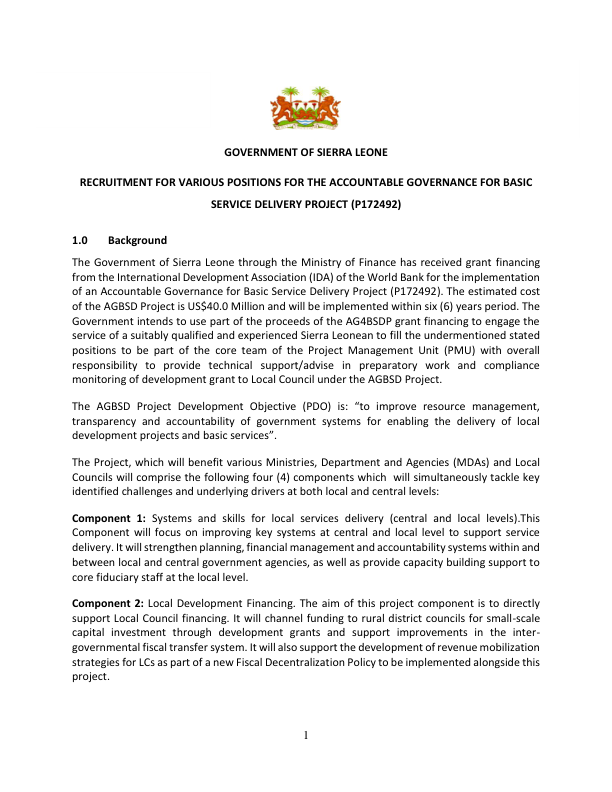 GOVERNMENT OF SIERRA LEONE
RECRUITMENT FOR VARIOUS POSITIONS FOR THE ACCOUNTABLE GOVERNANCE FOR BASIC
SERVICE DELIVERY PROJECT (P172492)
1.0 Background
The Government of Sierra Leone through the Ministry of Finance has received grant financing
from the International Development Association (IDA) of the World Bank for the implementation
of an Accountable Governance for Basic Service Delivery Project (P172492). The estimated cost
of the AGBSD Project is US$40.0 Million and will be implemented within six (6) years period. The
Government intends to use part of the proceeds of the AG4BSDP grant financing to engage the
service of a suitably qualified and experienced Sierra Leonean to fill the undermentioned stated
positions to be part of the core team of the Project Management Unit (PMU) with overall
responsibility to provide technical support/advise in preparatory work and compliance
monitoring of development grant to Local Council under the AGBSD Project.
The AGBSD Project Development Objective (PDO) is: “to improve resource management,
transparency and accountability of government systems for enabling the delivery of local
development projects and basic services”.
The Project, which will benefit various Ministries, Department and Agencies (MDAs) and Local
Councils will comprise the following four (4) components which will simultaneously tackle key
identified challenges and underlying drivers at both local and central levels:
Component 1: Systems and skills for local services delivery (central and local levels).This
Component will focus on improving key systems at central and local level to support service
delivery. It will strengthen planning, financial management and accountability systems within and
between local and central government agencies, as well as provide capacity building support to
core fiduciary staff at the local level.
Component 2: Local Development Financing. The aim of this project component is to directly
support Local Council financing. It will channel funding to rural district councils for small-scale
capital investment through development grants and support improvements in the inter-
governmental fiscal transfer system. It will also support the development of revenue mobilization
strategies for LCs as part of a new Fiscal Decentralization Policy to be implemented alongside this
project.
1